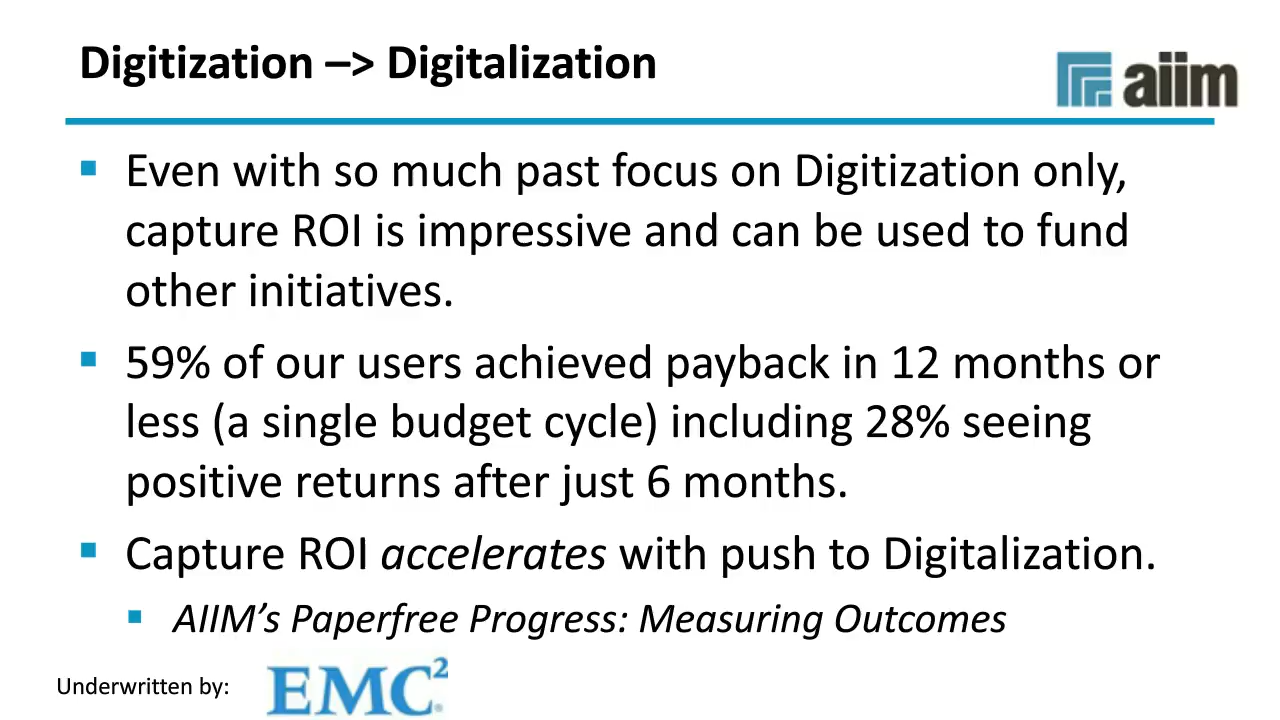 Digitization –> Digitalization
aiim
Even with so much past focus on Digitization only,
capture ROI is impressive and can be used to fund
other initiatives.
59% of our users achieved payback in 12 months or
less (a single budget cycle) including 28% seeing
positive returns after just 6 months.
Capture ROI accelerates with push to Digitalization.
AIIM’s Paperfree Progress: Measuring Outcomes
Underwritten by:
EMC²